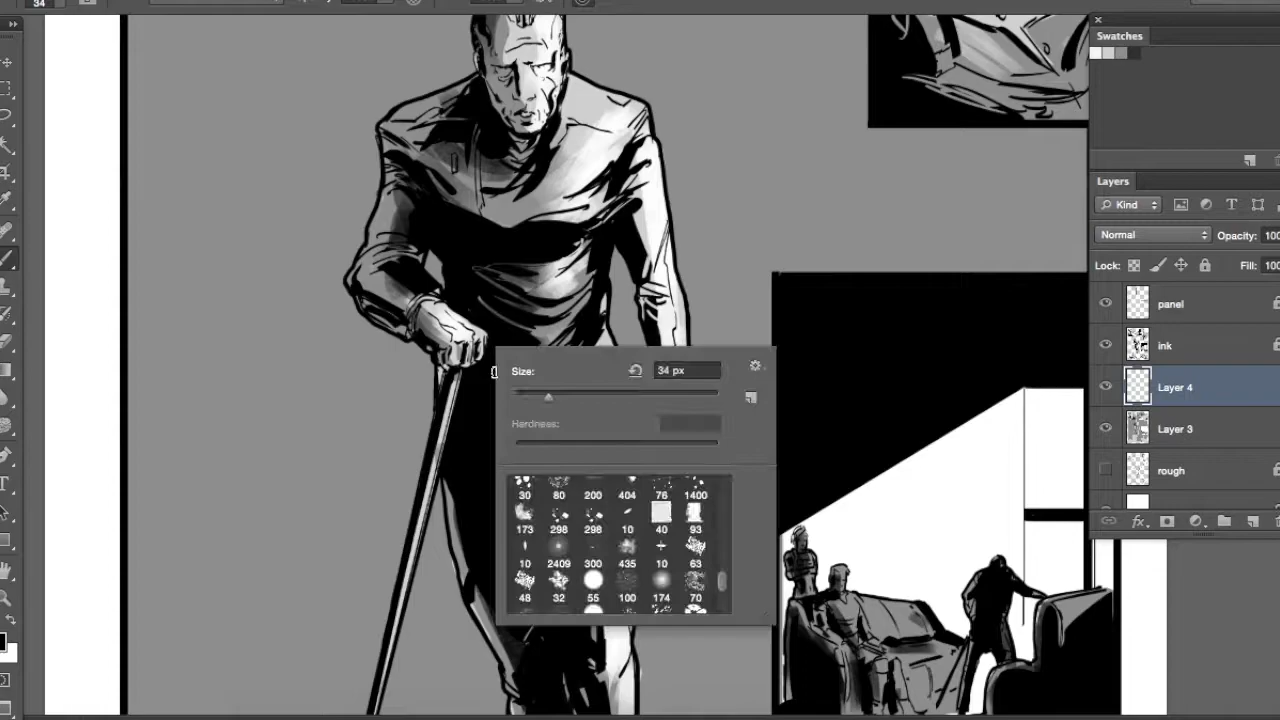 34
Swatches
Layers
Kind
Normal
Opacity: 100
Lock:
Fill: 100
panel
ink
Layer 4
Layer 3
rough
fx
Size:
34 px
Hardness:
30 80 200 404 76 1400
173 298 298 10 40 93
10 2409 300 435 10 63
48 32 55 100 174 70